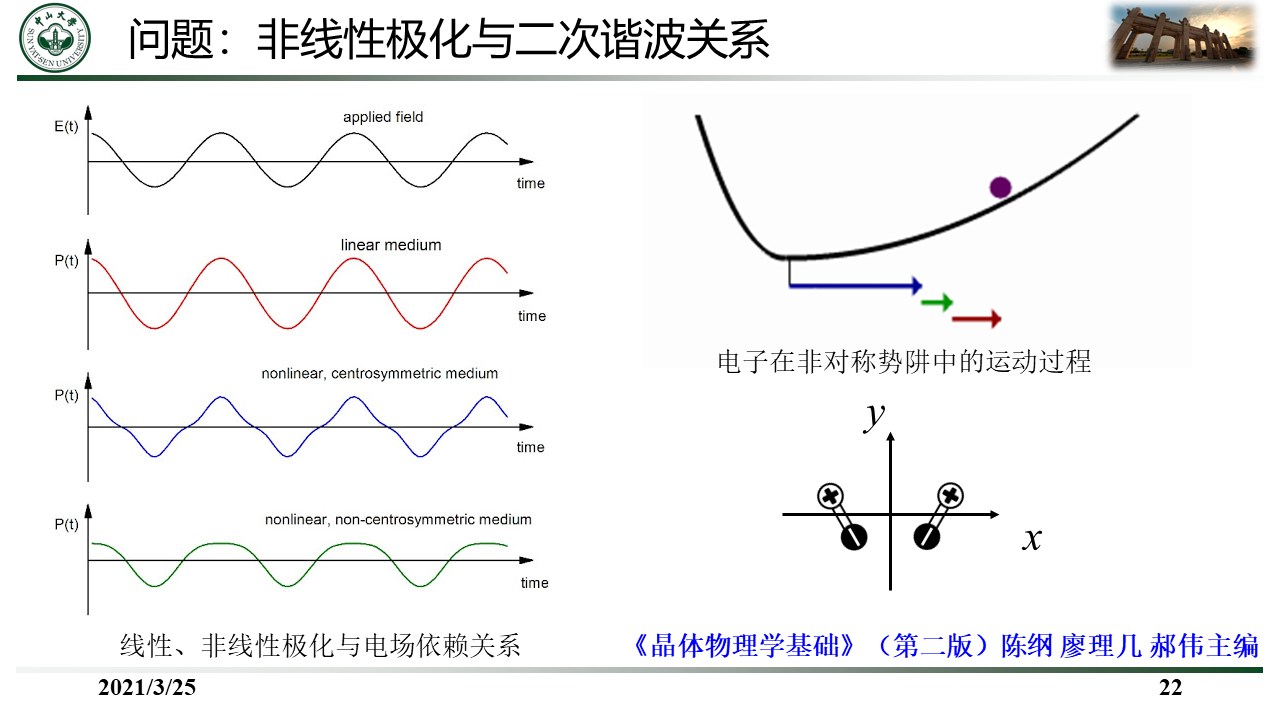 问题：非线性极化与二次谐波关系
中山大学
SUN YAT-SEN UNIVERSITY
E(t)
applied field
time
P(t)
linear medium
time
P(t)
nonlinear, centrosymmetric medium
time
P(t)
nonlinear, non-centrosymmetric medium
time
线性、非线性极化与电场依赖关系
电子在非对称势阱中的运动过程
y
x
《晶体物理学基础》（第二版）陈纲 廖理几 郝伟主编
2021/3/25
22